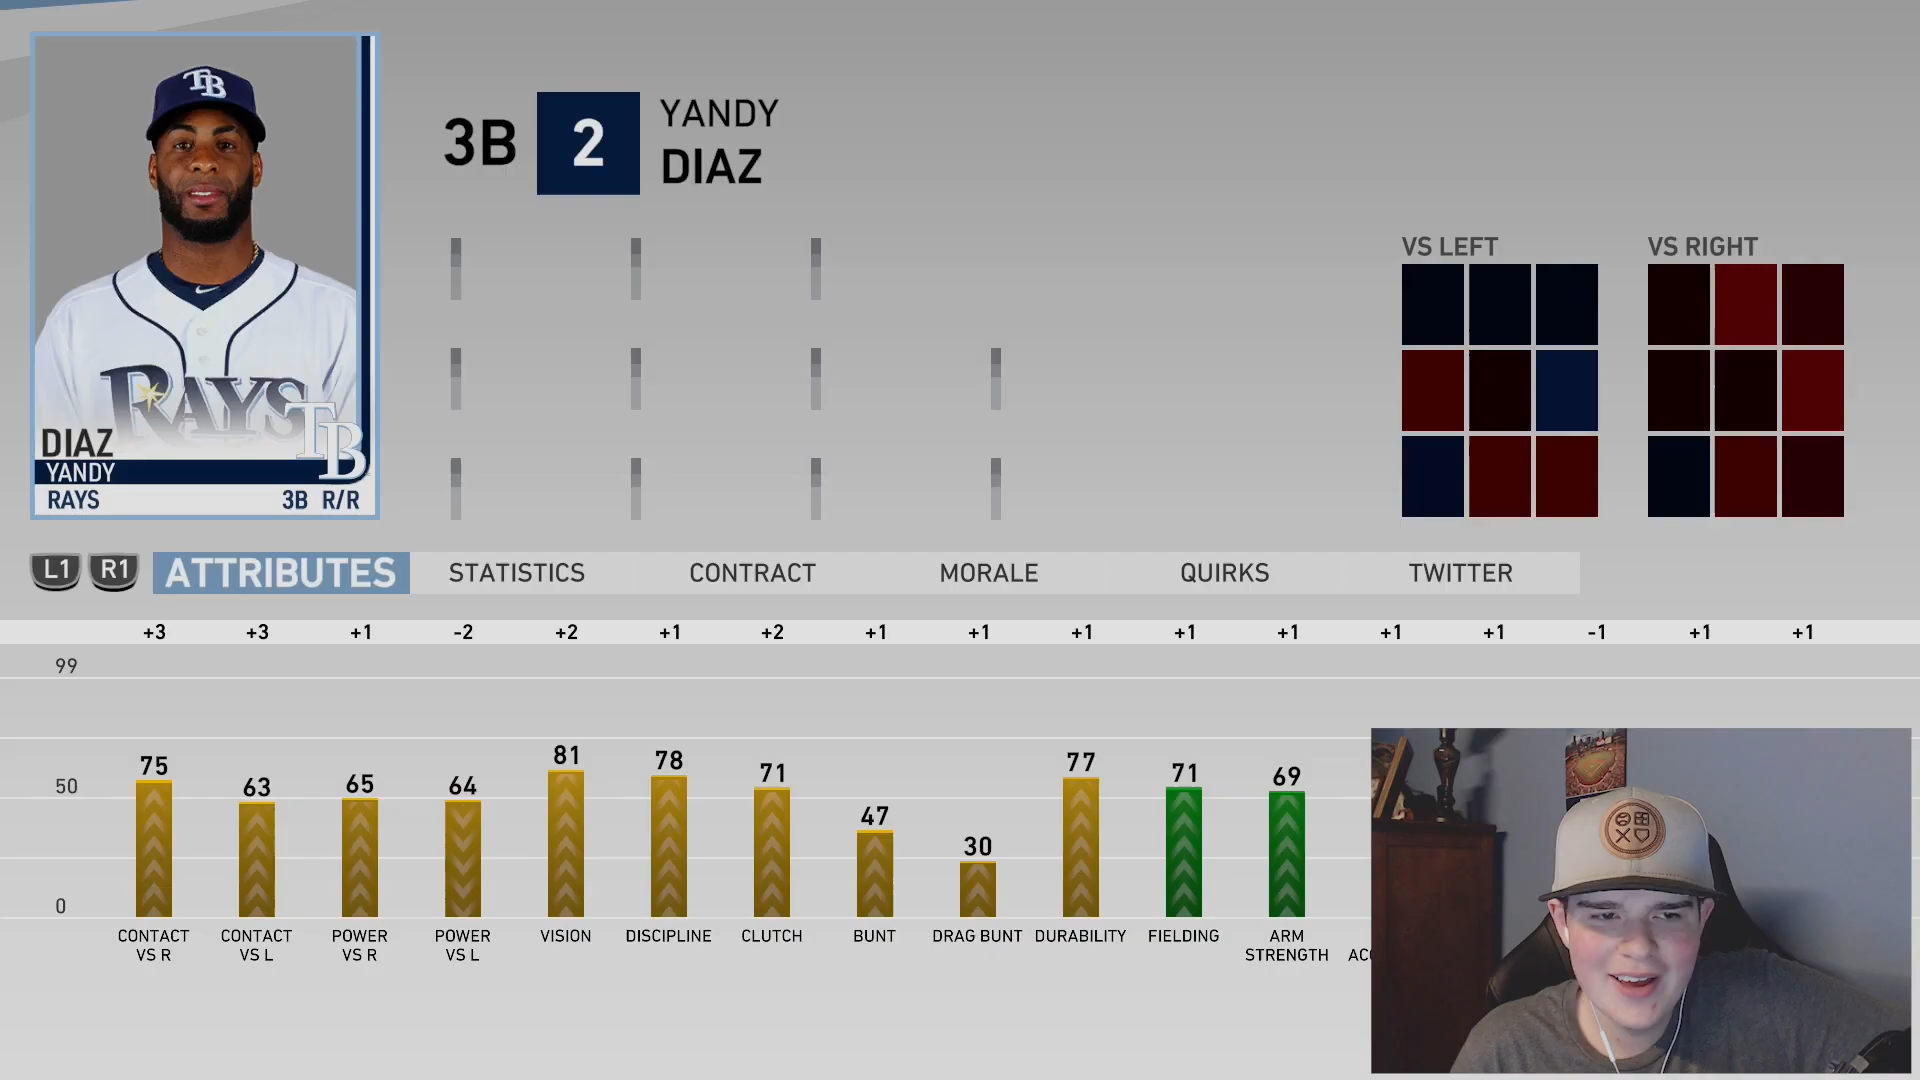 TB
RAYS
TB
DIAZ
YANDY
RAYS 3B R/R
3B 2 YANDY
DIAZ
VS LEFT VS RIGHT
L1 R1 ATTRIBUTES STATISTICS CONTRACT MORALE QUIRKS TWITTER
+3 +3 +1 -2 +2 +1 +2 +1 +1 +1 +1 +1 +1 +1 -1 +1 +1
99
50
0
75 63 65 64 81 78 71 47 30 77 71 69
CONTACT VS R
CONTACT VS L
POWER VS R
POWER VS L
VISION
DISCIPLINE
CLUTCH
BUNT
DRAG BUNT
DURABILITY
FIELDING
ARM STRENGTH